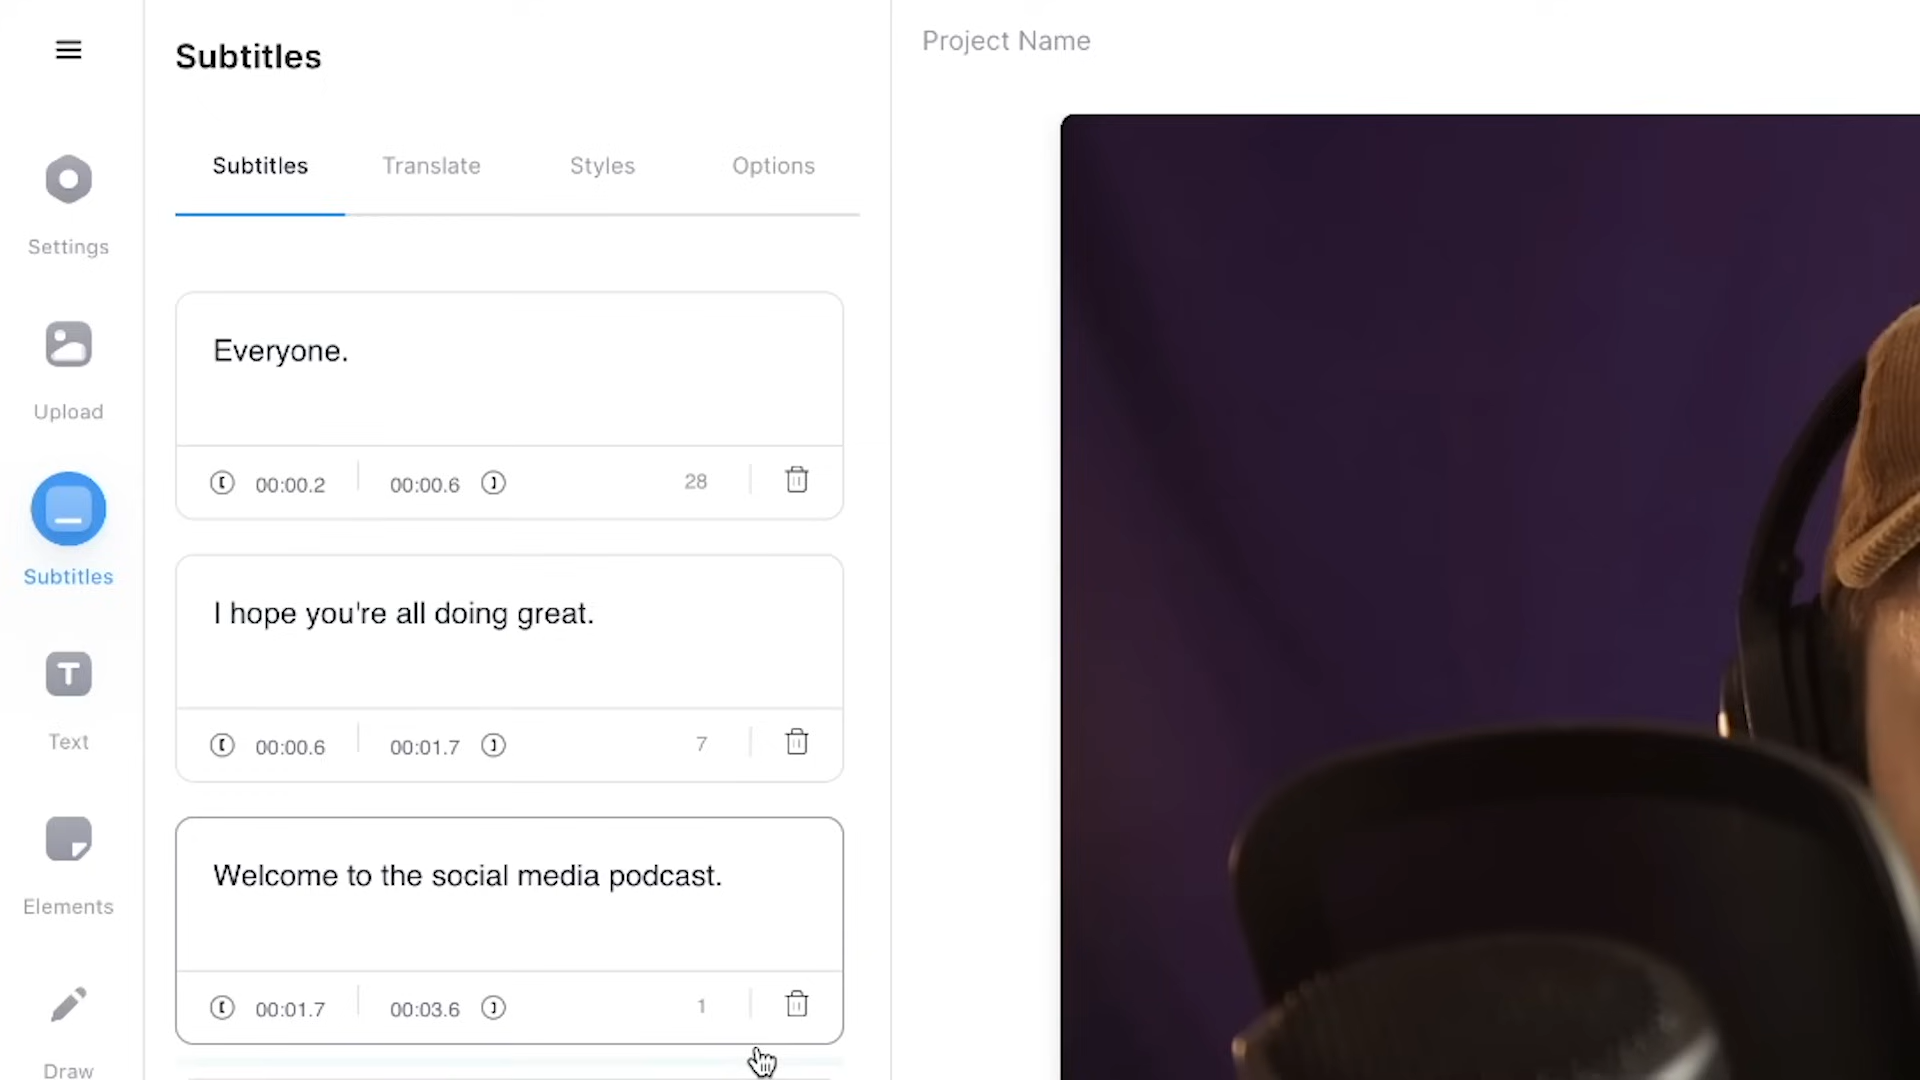 Subtitles
Project Name
Subtitles
Translate
Styles
Options
Settings
Upload
Subtitles
Text
Elements
Draw
Everyone.
00:00.2
00:00.6
28
I hope you're all doing great.
00:00.6
00:01.7
7
Welcome to the social media podcast.
00:01.7
00:03.6
1